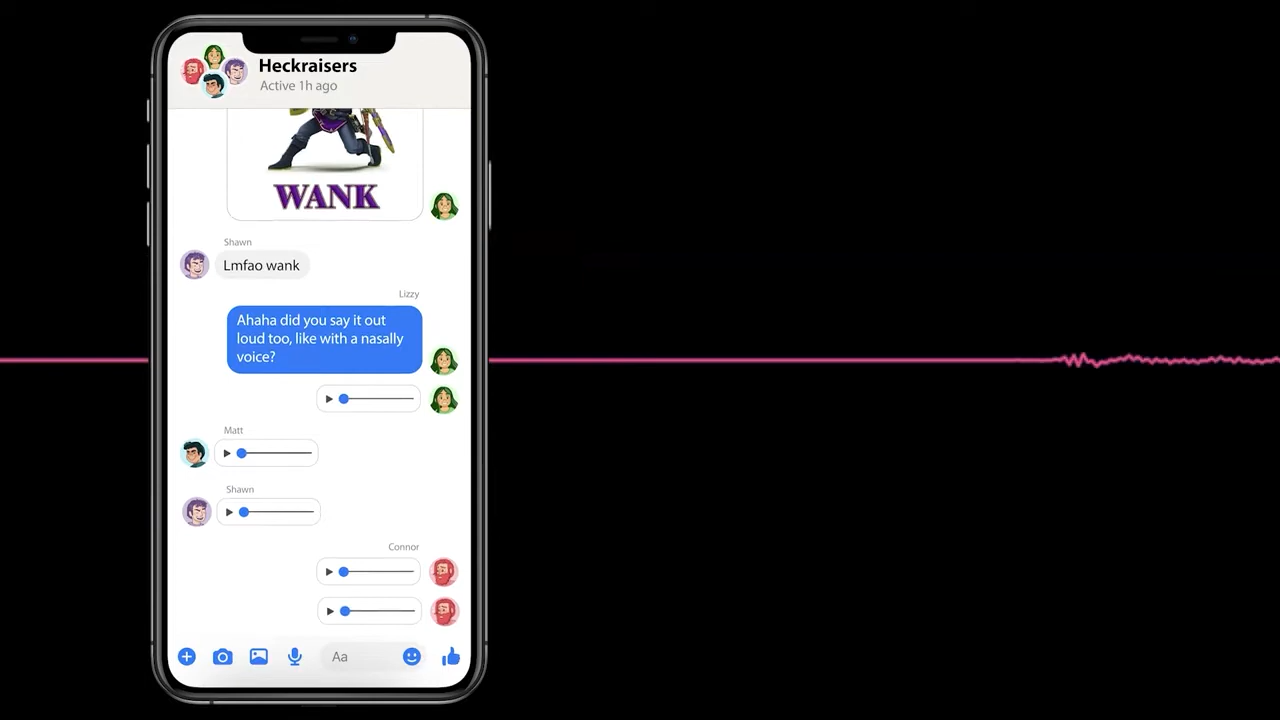 Heckraisers
Active 1h ago
WANK
Shawn
Lmfao wank
Lizzy
Ahaha did you say it out
loud too, like with a nasally
voice?
Matt
Shawn
Connor
Aa